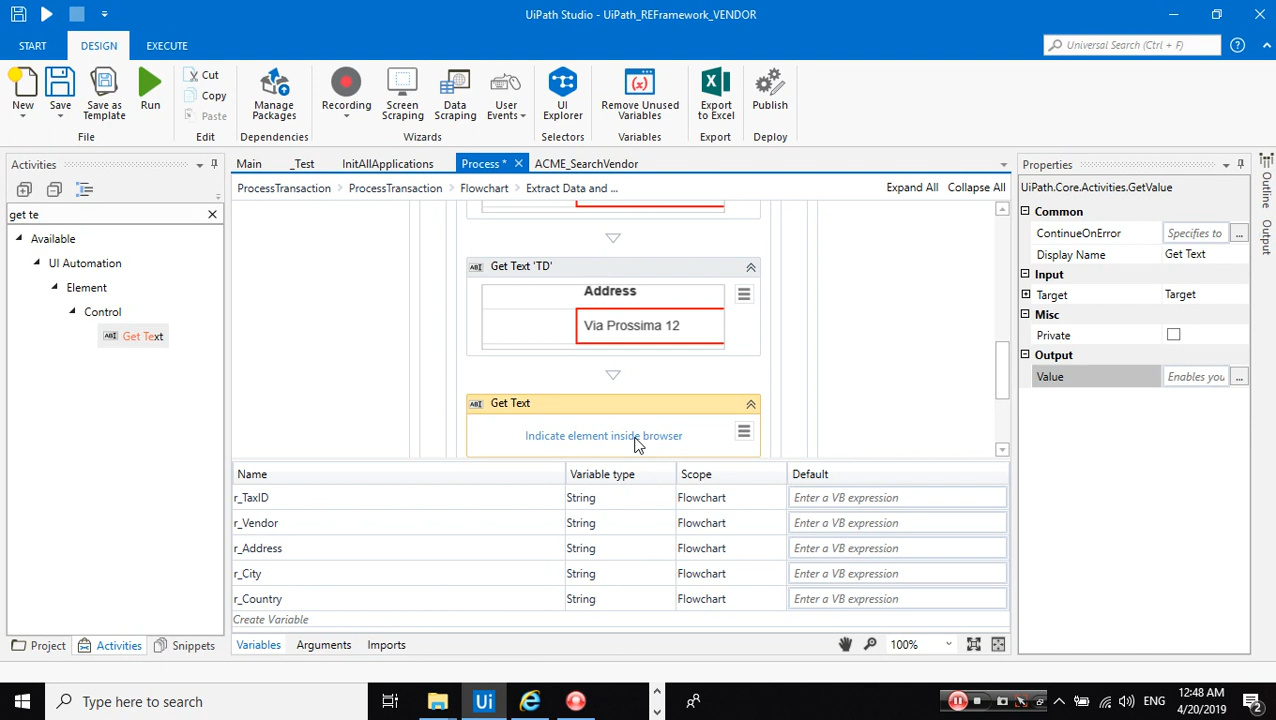 UiPath Studio - UiPath_REFramework_VENDOR
START
DESIGN
EXECUTE
Universal Search (Ctrl + F)
New
Save
Save as Template
Run
Cut
Copy
Paste
Manage Packages
Recording
Screen Scraping
Data Scraping
User Events
UI Explorer
Remove Unused Variables
Export to Excel
Publish
File
Edit
Dependencies
Wizards
Selectors
Variables
Export
Deploy
Activities
get te
Available
UI Automation
Element
Control
Get Text
Project
Activities
Snippets
Main
_Test
InitAllApplications
Process *
ACME_SearchVendor
ProcessTransaction
ProcessTransaction
Flowchart
Extract Data and ...
Expand All
Collapse All
Get Text 'TD'
Address
Via Prossima 12
Get Text
Indicate element inside browser
Name Variable type Scope Default
r_TaxID String Flowchart Enter a VB expression
r_Vendor String Flowchart Enter a VB expression
r_Address String Flowchart Enter a VB expression
r_City String Flowchart Enter a VB expression
r_Country String Flowchart Enter a VB expression
Create Variable
Variables
Arguments
Imports
100%
Properties
UiPath.Core.Activities.GetValue
Common
ContinueOnError Specifies to ...
Display Name Get Text
Input
Target Target
Misc
Private
Output
Value Enables you ...
Outline
Output
Ui
Type here to search
ENG
12:48 AM
4/20/2019
2